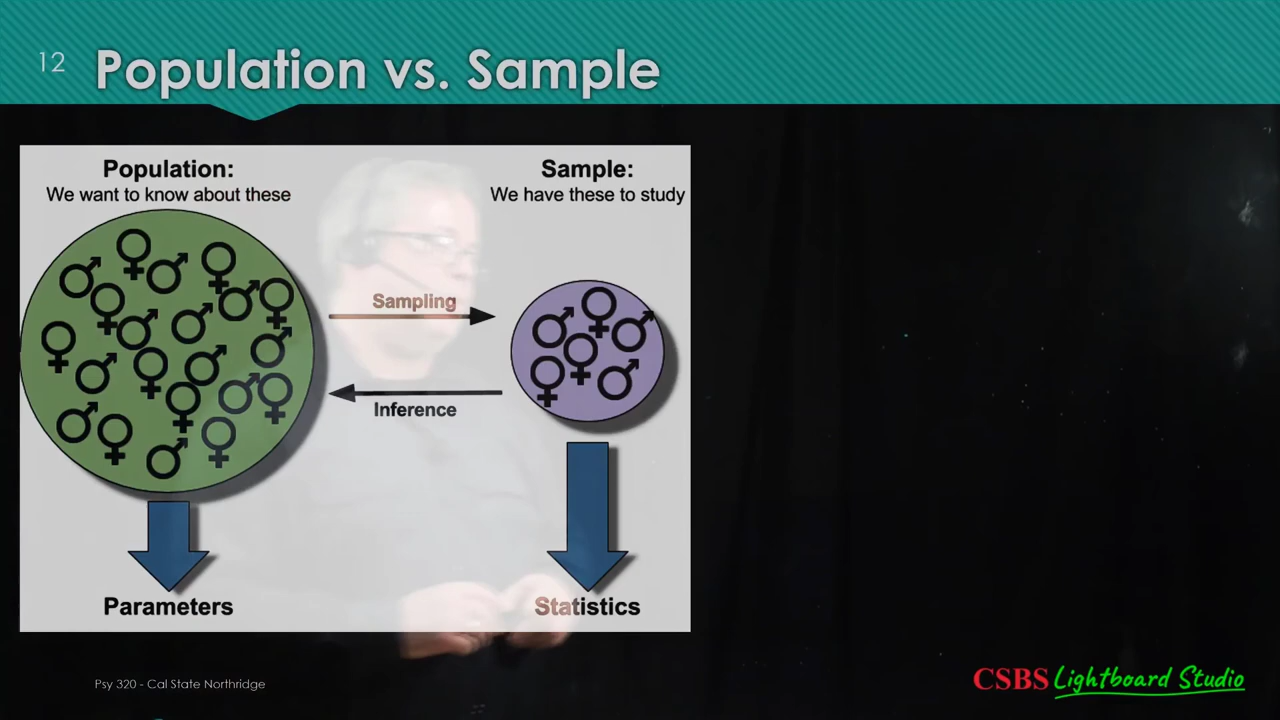 12
Population vs. Sample
Population:
We want to know about these
Sample:
We have these to study
Sampling
Inference
Parameters
Statistics
Psy 320 - Cal State Northridge
CSBS Lightboard Studio